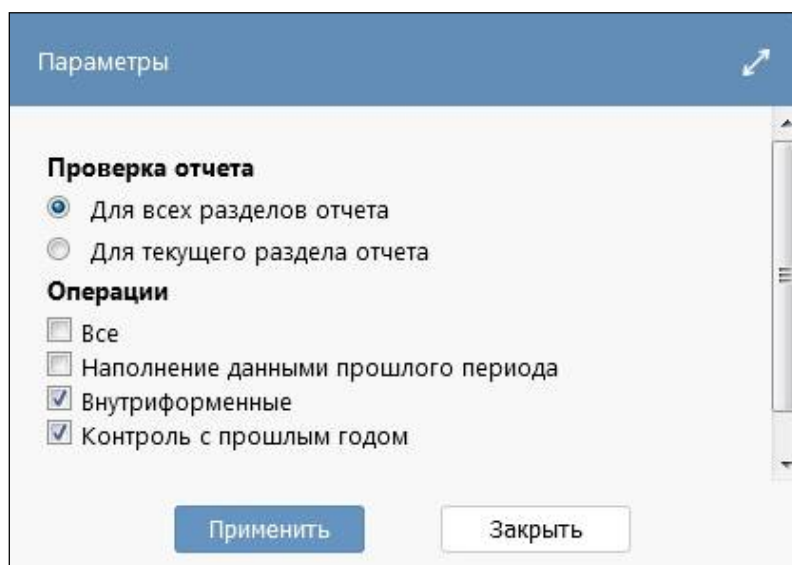 Параметры
Проверка отчета
Для всех разделов отчета
Для текущего раздела отчета
Операции
Все
Наполнение данными прошлого периода
Внутриформенные
Контроль с прошлым годом
Применить
Закрыть